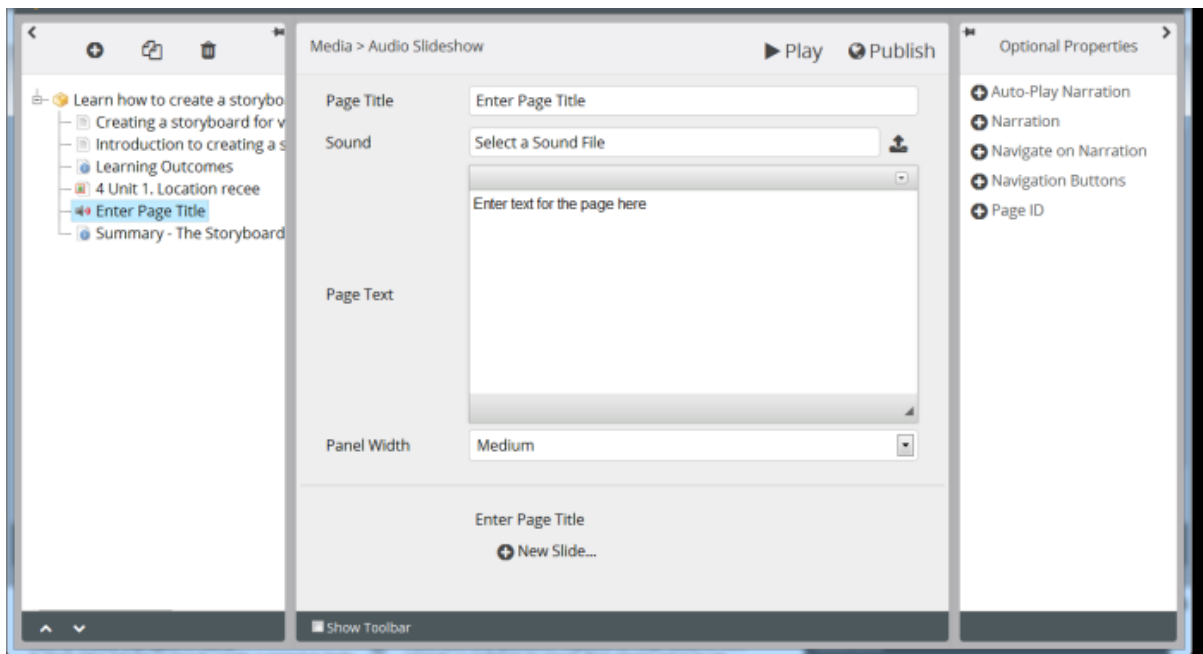 Learn how to create a storybo
Creating a storyboard for v
Introduction to creating a s
Learning Outcomes
4 Unit 1. Location recee
Enter Page Title
Summary - The Storyboard
Media > Audio Slideshow
Play
Publish
Page Title
Enter Page Title
Sound
Select a Sound File
Enter text for the page here
Page Text
Panel Width
Medium
Enter Page Title
New Slide...
Show Toolbar
Optional Properties
Auto-Play Narration
Narration
Navigate on Narration
Navigation Buttons
Page ID